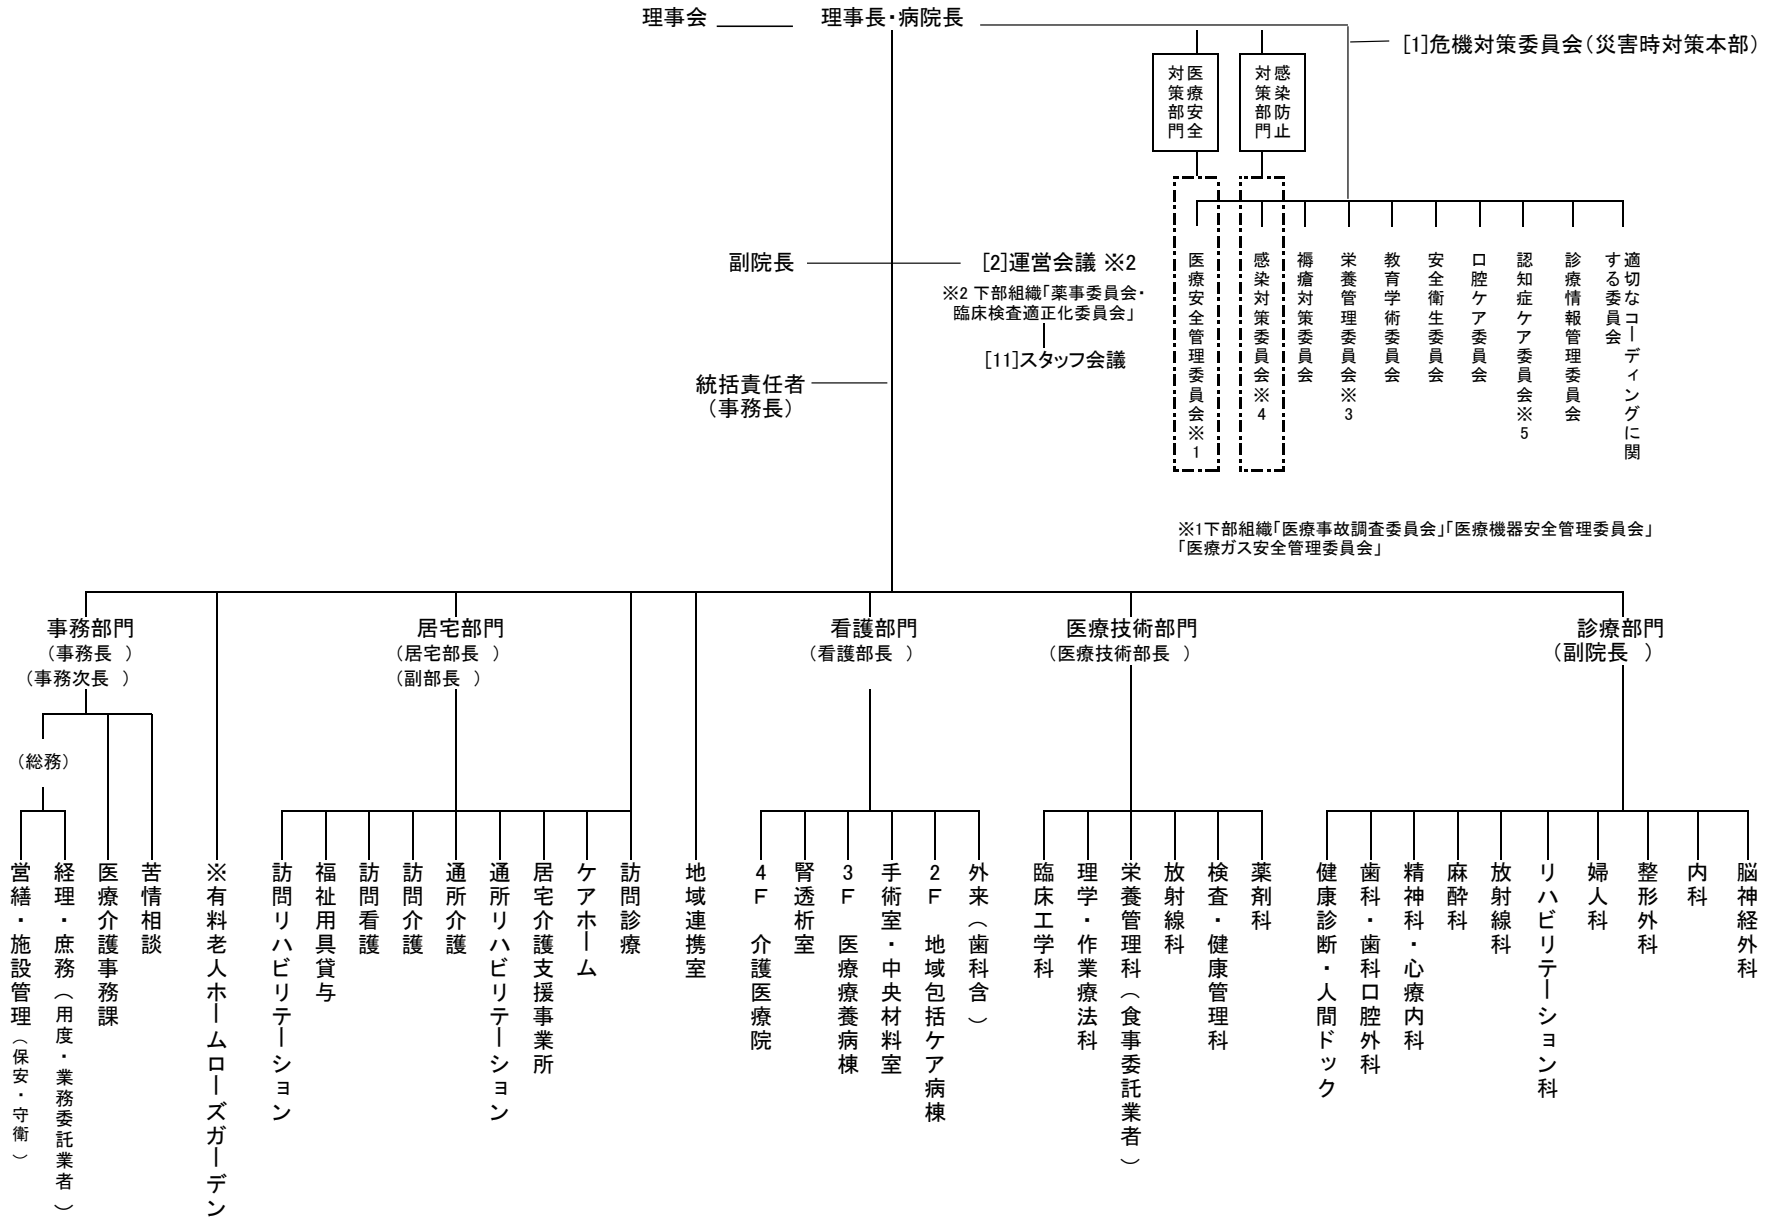 理事会
理事長・病院長
[1]危機対策委員会(災害時対策本部)
医療安全
対策部門
感染防止
対策部門
副院長
[2]運営会議 ※2
※2 下部組織「薬事委員会・
臨床検査適正化委員会」
[11]スタッフ会議
統括責任者
(事務長)
医療安全管理委員会※1
感染対策委員会※4
褥瘡対策委員会
栄養管理委員会※3
教育学術委員会
安全衛生委員会
口腔ケア委員会
認知症ケア委員会※5
診療情報管理委員会
適切なコーディングに関
する委員会
※1下部組織「医療事故調査委員会」「医療機器安全管理委員会」
「医療ガス安全管理委員会」
事務部門
(事務長 )
(事務次長 )
居宅部門
(居宅部長 )
(副部長 )
看護部門
(看護部長 )
医療技術部門
(医療技術部長 )
診療部門
(副院長 )
(総務)
営繕・施設管理(保安・守衛)
経理・庶務(用度・業務委託業者)
医療介護事務課
苦情相談
※有料老人ホームローズガーデン
訪問リハビリテーション
福祉用具貸与
訪問看護
訪問介護
通所介護
通所リハビリテーション
居宅介護支援事業所
ケアホーム
訪問診療
地域連携室
4F 介護医療院
腎透析室
3F 医療療養病棟
手術室・中央材料室
2F 地域包括ケア病棟
外来(歯科含)
臨床工学科
理学・作業療法科
栄養管理科(食事委託業者)
放射線科
検査・健康管理科
薬剤科
健康診断・人間ドック
歯科・歯科口腔外科
精神科・心療内科
麻酔科
放射線科
リハビリテーション科
婦人科
整形外科
内科
脳神経外科